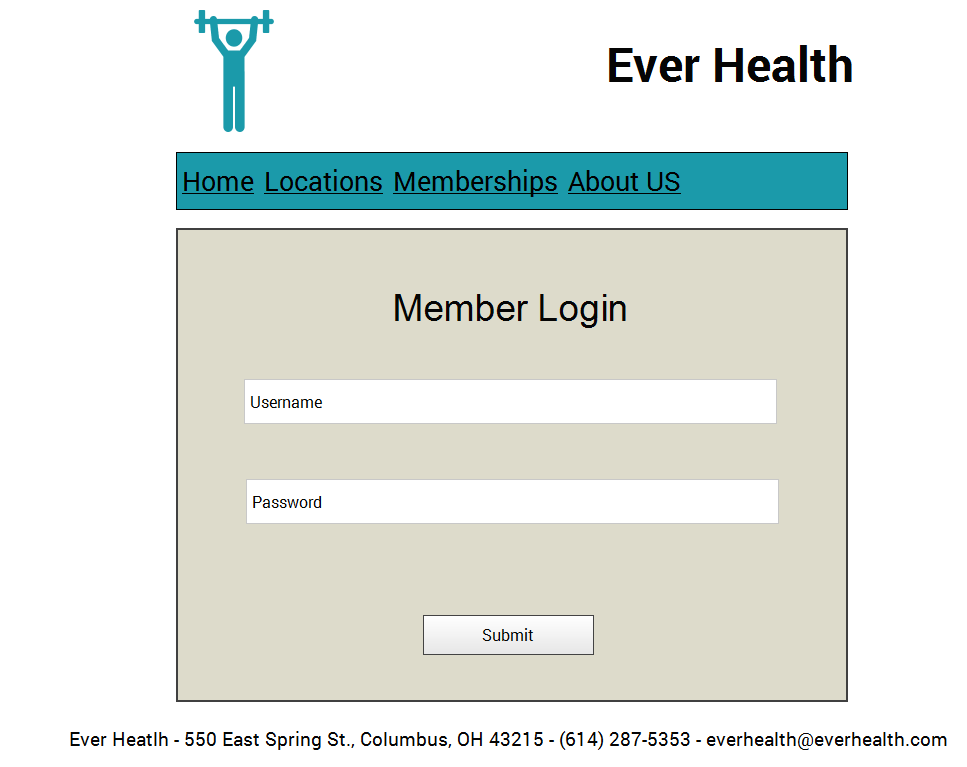 Ever Health
Home Locations Memberships About US
Member Login
Username
Password
Submit
Ever Heatlh - 550 East Spring St., Columbus, OH 43215 - (614) 287-5353 - everhealth@everhealth.com